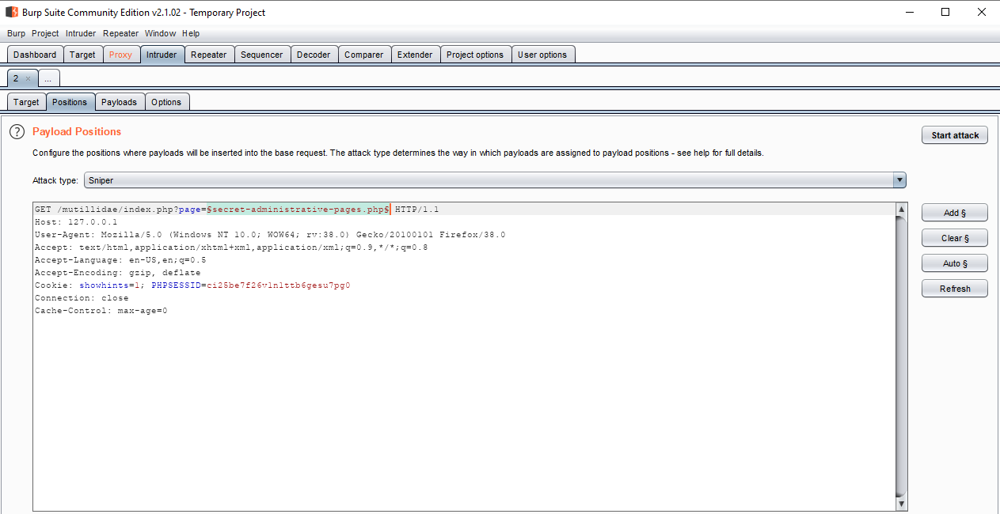 Burp Suite Community Edition v2.1.02 - Temporary Project
Burp Project Intruder Repeater Window Help
Dashboard Target Proxy Intruder Repeater Sequencer Decoder Comparer Extender Project options User options
2 × ...
Target Positions Payloads Options
? Payload Positions
Start attack
Configure the positions where payloads will be inserted into the base request. The attack type determines the way in which payloads are assigned to payload positions - see help for full details.
Attack type: Sniper
GET /mutillidae/index.php?page=§secret-administrative-pages.php§ HTTP/1.1
Host: 127.0.0.1
User-Agent: Mozilla/5.0 (Windows NT 10.0; WOW64; rv:38.0) Gecko/20100101 Firefox/38.0
Accept: text/html,application/xhtml+xml,application/xml;q=0.9,*/*;q=0.8
Accept-Language: en-US,en;q=0.5
Accept-Encoding: gzip, deflate
Cookie: showhints=1; PHPSESSID=ci25be7f26v1n1ttb6gesu7pg0
Connection: close
Cache-Control: max-age=0
Add §
Clear §
Auto §
Refresh